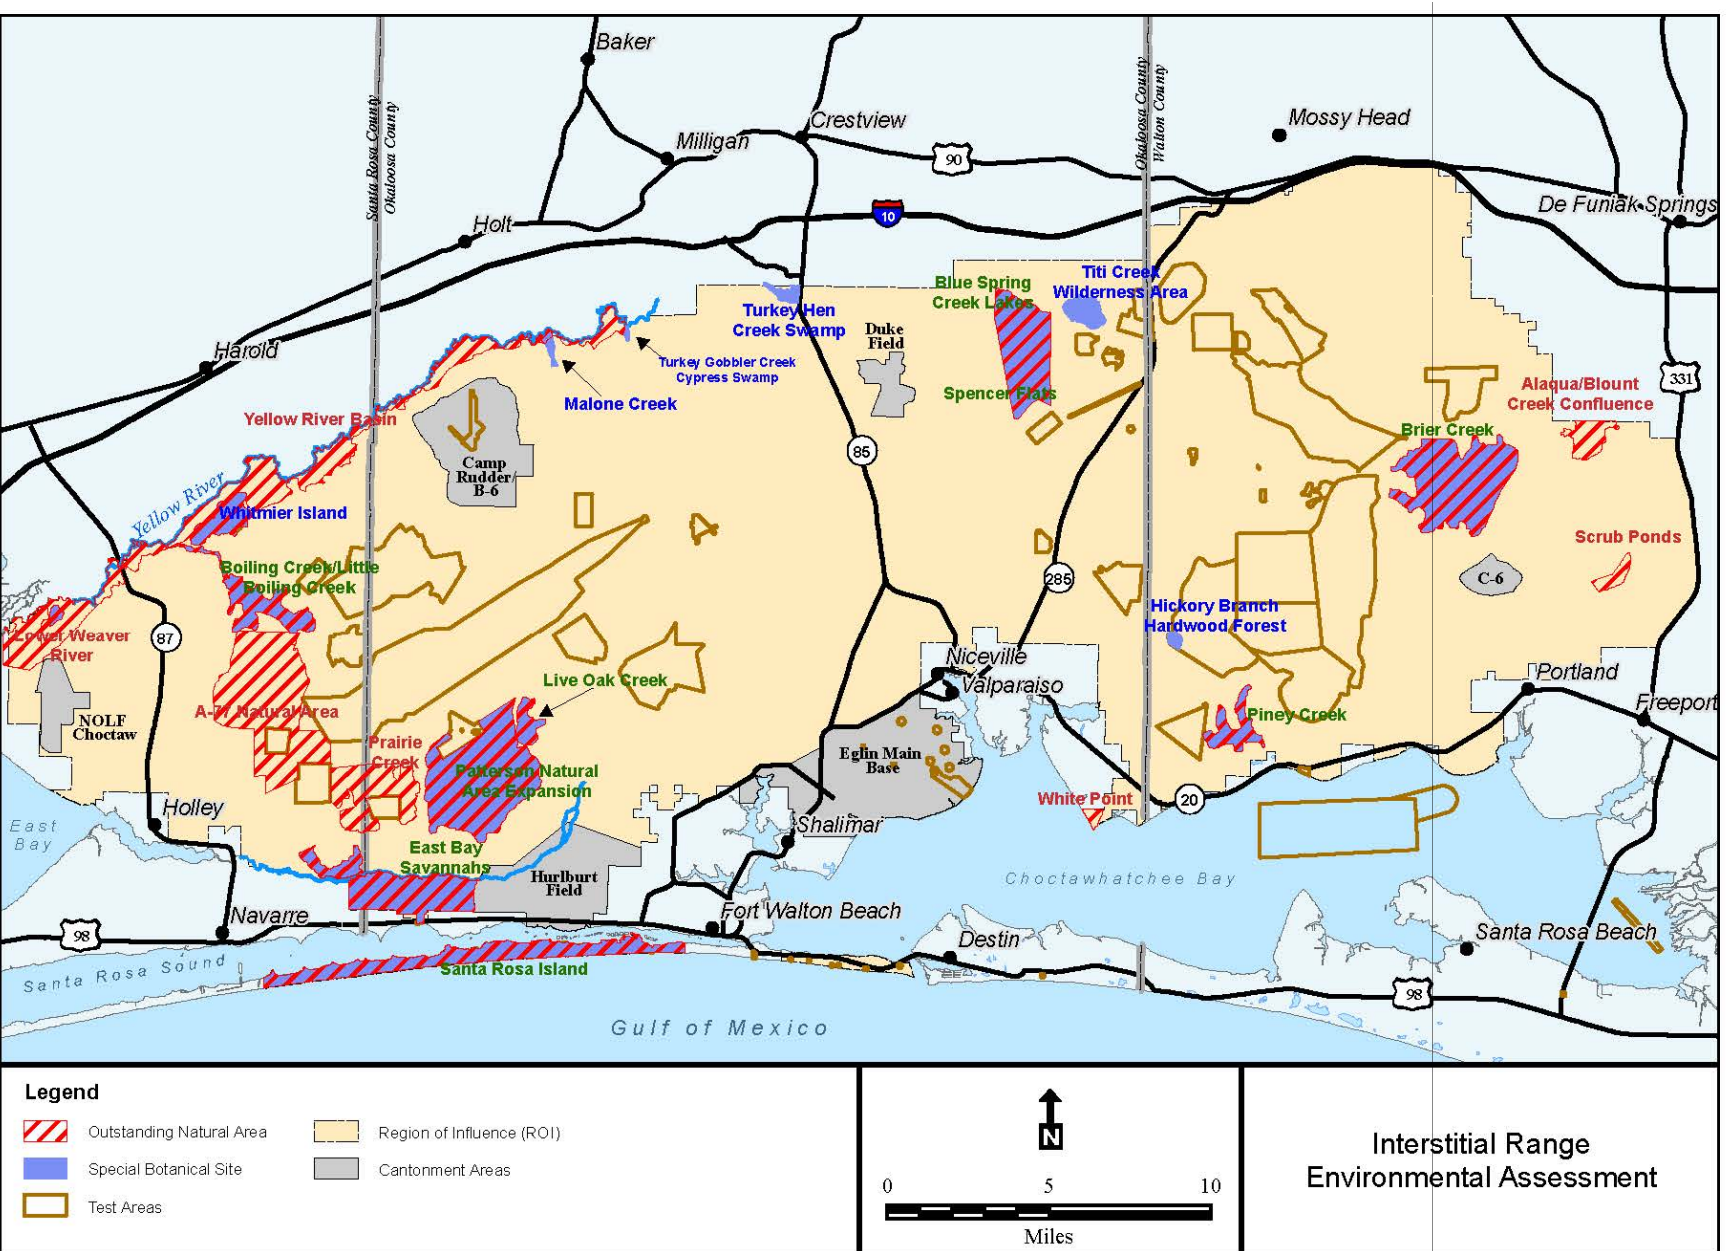 Baker
Santa Rosa County
Okaloosa County
Okaloosa County
Walton County
Mossy Head
Crestview
Milligan
90
De Funiak Springs
10
Holt
Blue Spring
Creek Lakes
Titi Creek
Wilderness Area
Turkey Hen
Creek Swamp
Duke
Field
Harold
Turkey Gobbler Creek
Cypress Swamp
331
Alaqua/Blount
Creek Confluence
Malone Creek
Spencer Flats
Yellow River Basin
Brier Creek
85
Camp
Rudder/
B-6
Yellow River
Whitmier Island
Scrub Ponds
Boiling Creek/Little
Boiling Creek
285
C-6
Hickory Branch
Hardwood Forest
Lower Weaver
River
87
Niceville
Valparaiso
Portland
Live Oak Creek
Freeport
NOLF
Choctaw
A-77 Natural Area
Piney Creek
Prairie
Creek
Eglin Main
Base
Patterson Natural
Area Expansion
White Point
20
Holley
East
Bay
Shalimar
East Bay
Savannahs
Hurlburt
Field
Choctawhatchee Bay
Navarre
Fort Walton Beach
98
Destin
Santa Rosa Beach
Santa Rosa Sound
Santa Rosa Island
98
Gulf of Mexico
Legend
Outstanding Natural Area
Region of Influence (ROI)
Special Botanical Site
Cantonment Areas
Test Areas
N
0 5 10
Miles
Interstitial Range
Environmental Assessment